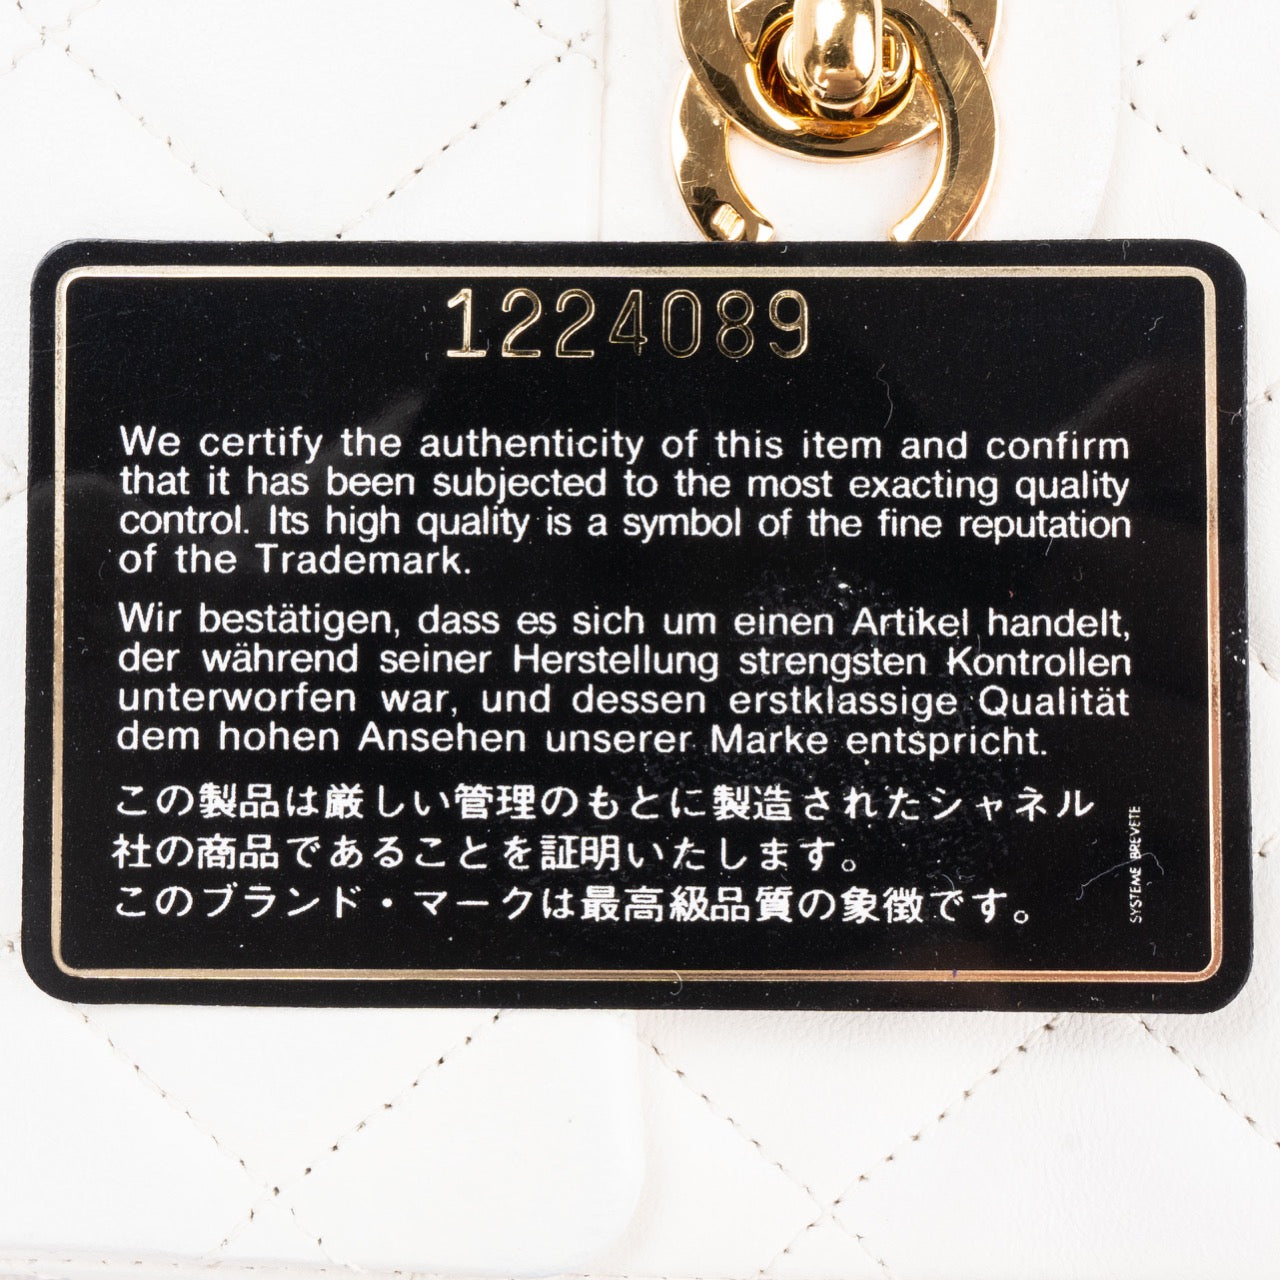 1224089
We certify the authenticity of this item and confirm
that it has been subjected to the most exacting quality
control. Its high quality is a symbol of the fine reputation
of the Trademark.
Wir bestätigen, dass es sich um einen Artikel handelt,
der während seiner Herstellung strengsten Kontrollen
unterworfen war, und dessen erstklassige Qualität
dem hohen Ansehen unserer Marke entspricht.
この製品は厳しい管理のもとに製造されたシャネル
社の商品であることを証明いたします。
このブランド・マークは最高級品質の象徴です。
SYSTEME BREVETE